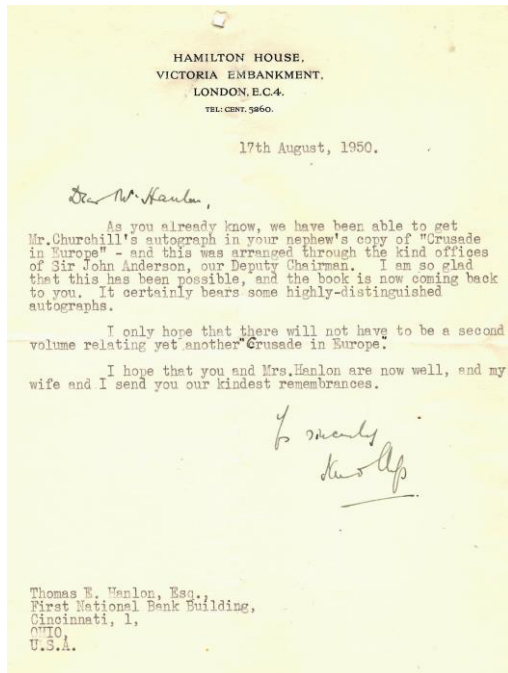 HAMILTON HOUSE,
VICTORIA EMBANKMENT,
LONDON, E.C.4.
TEL: CENT. 5860.
17th August, 1950.
Dear Mr Hanlon,
As you already know, we have been able to get
Mr.Churchill's autograph in your nephew's copy of "Crusade
in Europe" - and this was arranged through the kind offices
of Sir John Anderson, our Deputy Chairman. I am so glad
that this has been possible, and the book is now coming back
to you. It certainly bears some highly-distinguished
autographs.
I only hope that there will not have to be a second
volume relating yet another "Crusade in Europe".
I hope that you and Mrs.Hanlon are now well, and my
wife and I send you our kindest remembrances.
sincerely
Thomas E. Hanlon, Esq.,
First National Bank Building,
Cincinnati, 1,
OHIO,
U.S.A.